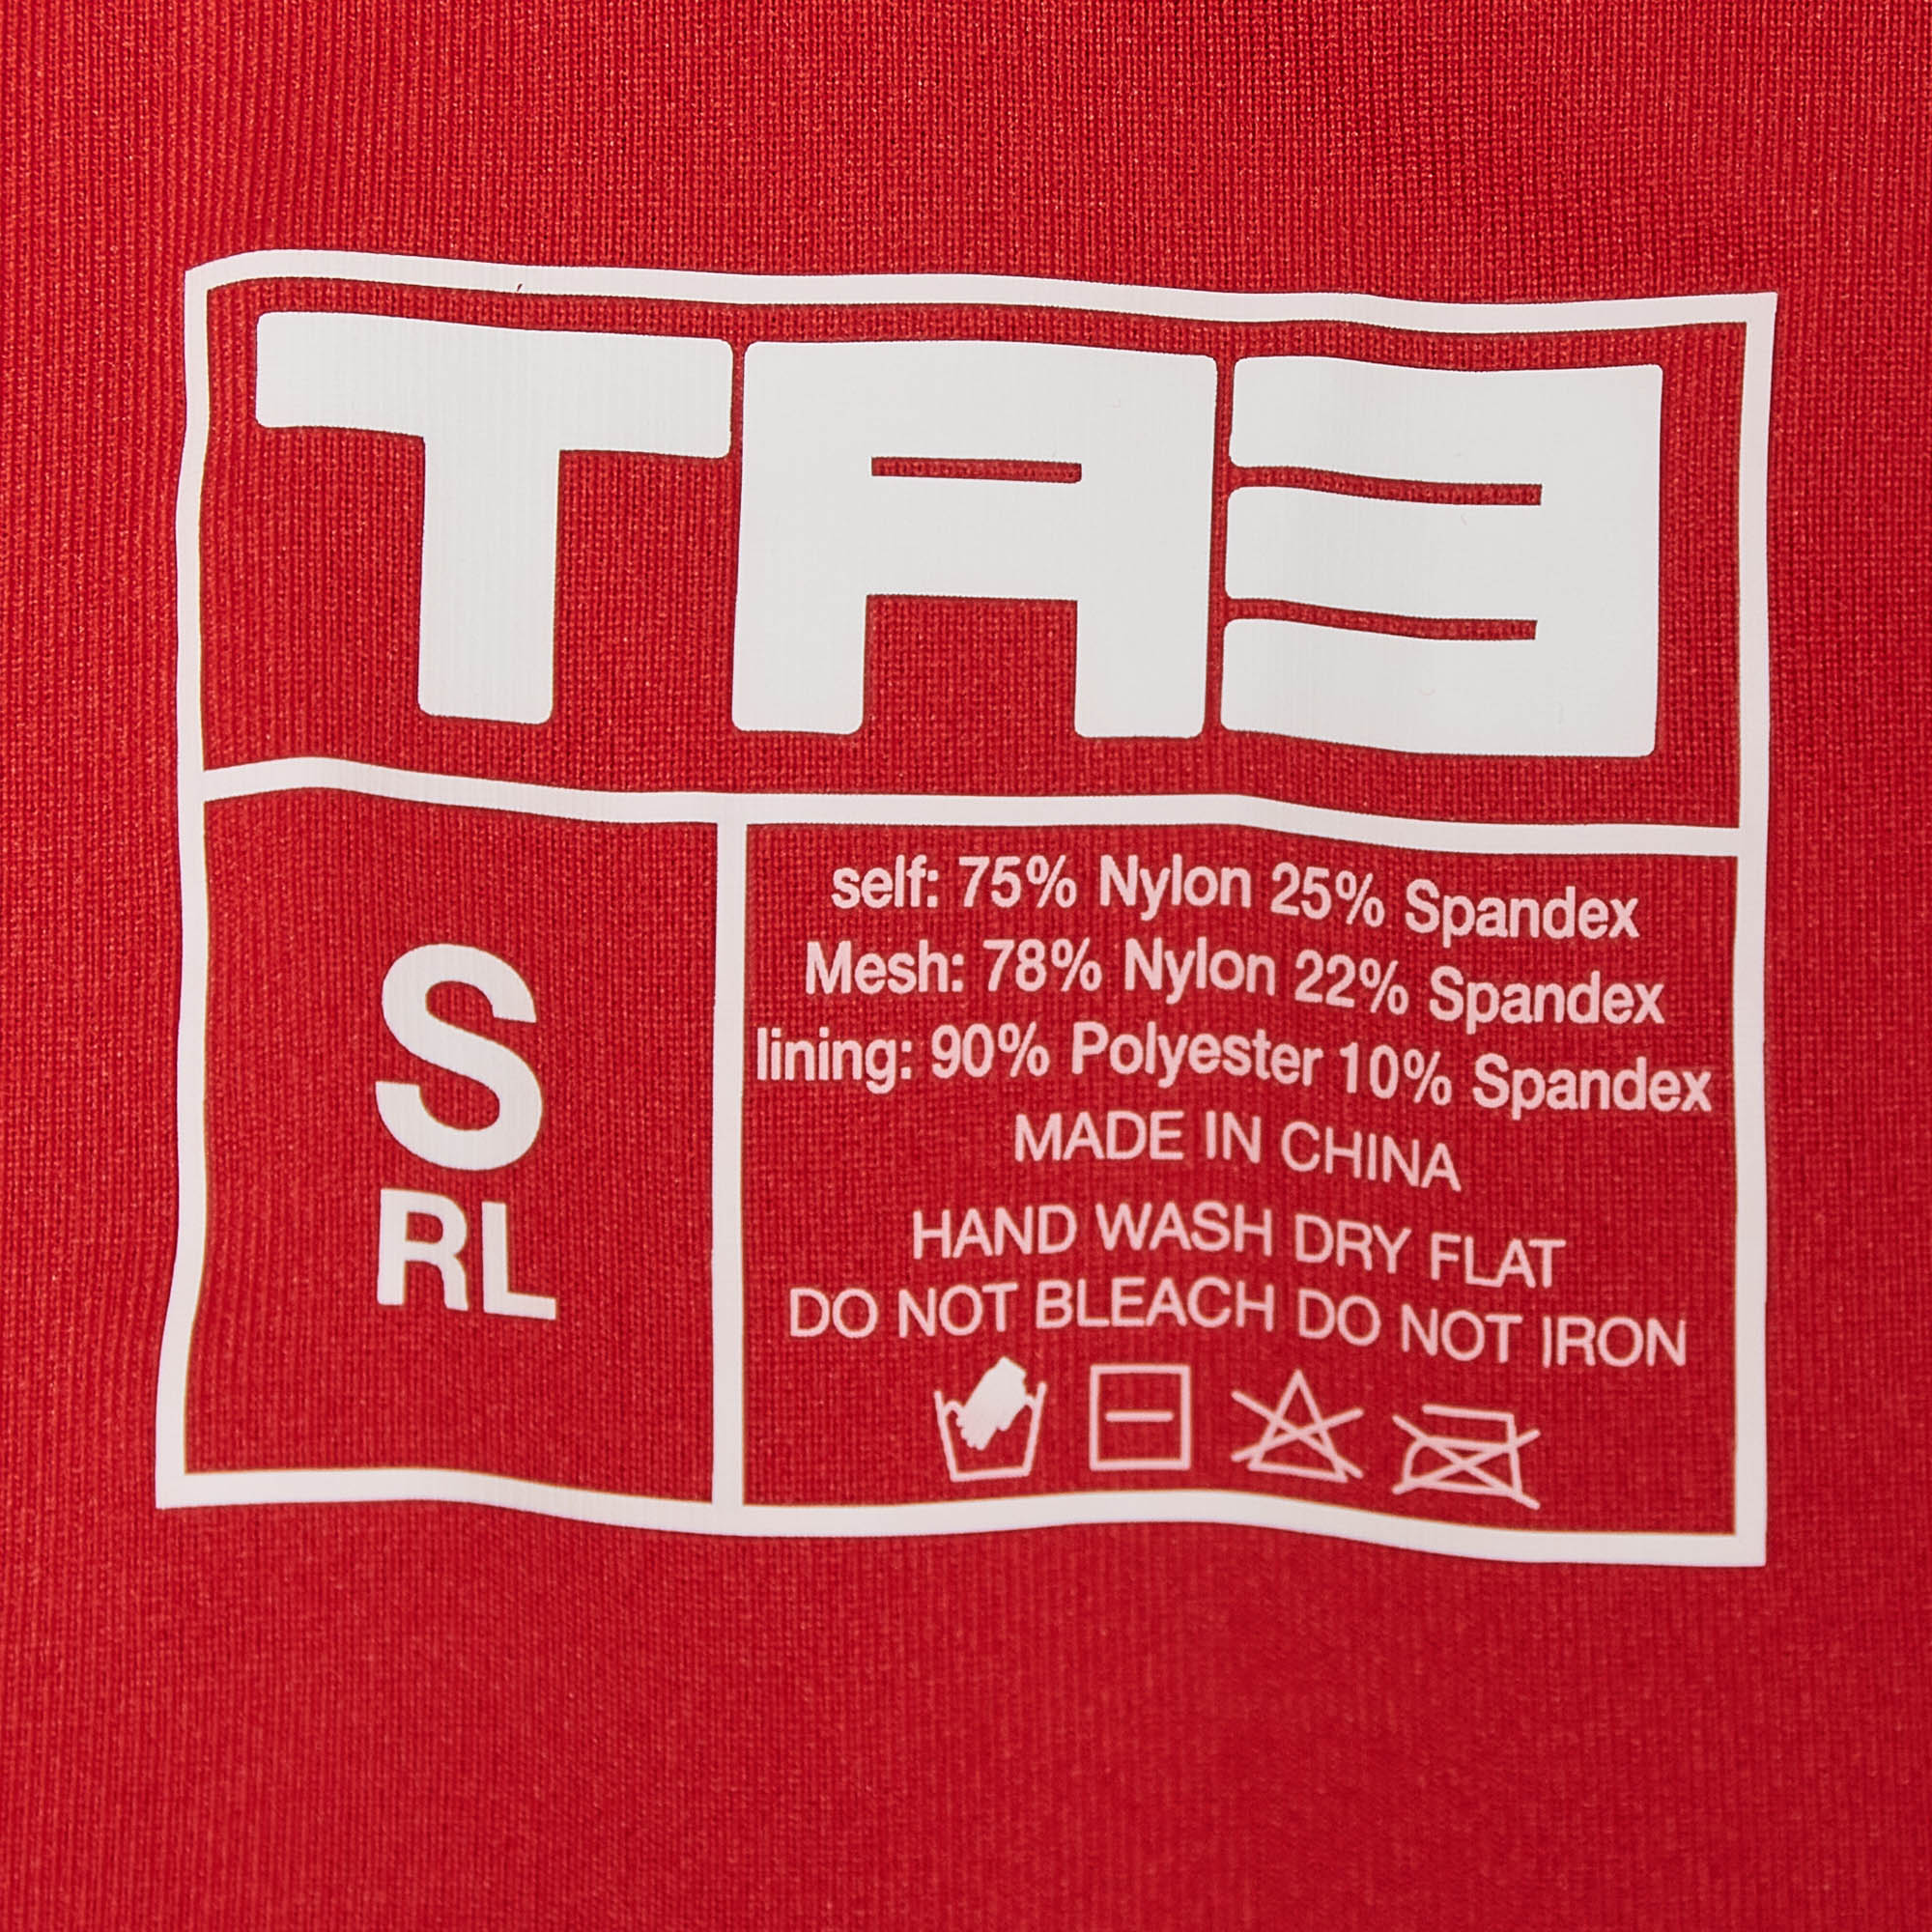 TA3
S
RL
self: 75% Nylon 25% Spandex
Mesh: 78% Nylon 22% Spandex
lining: 90% Polyester 10% Spandex
MADE IN CHINA
HAND WASH DRY FLAT
DO NOT BLEACH DO NOT IRON